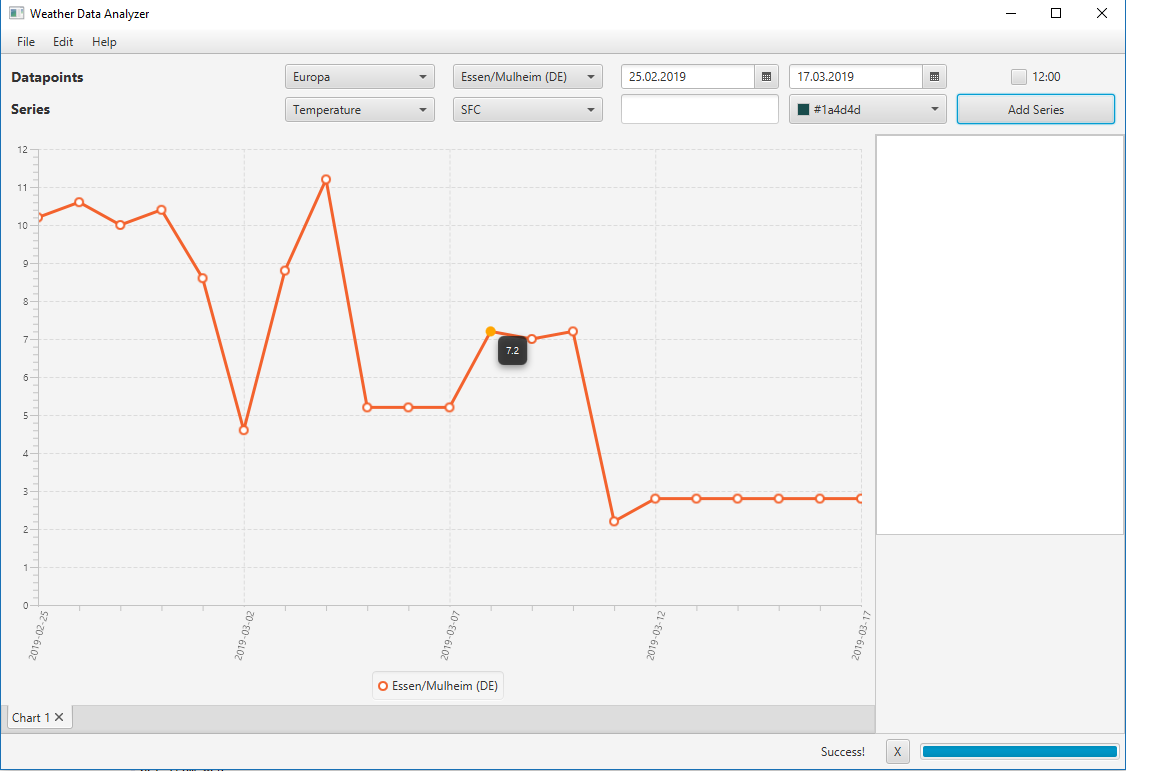 Weather Data Analyzer
File Edit Help
Datapoints Europa Essen/Mulheim (DE) 25.02.2019 17.03.2019 12:00
Series Temperature SFC #1a4d4d Add Series
12
11
10
9
8
7
6
5
4
3
2
1
0
7.2
2019-02-25 2019-03-02 2019-03-07 2019-03-12 2019-03-17
Essen/Mulheim (DE)
Chart 1
Success! X